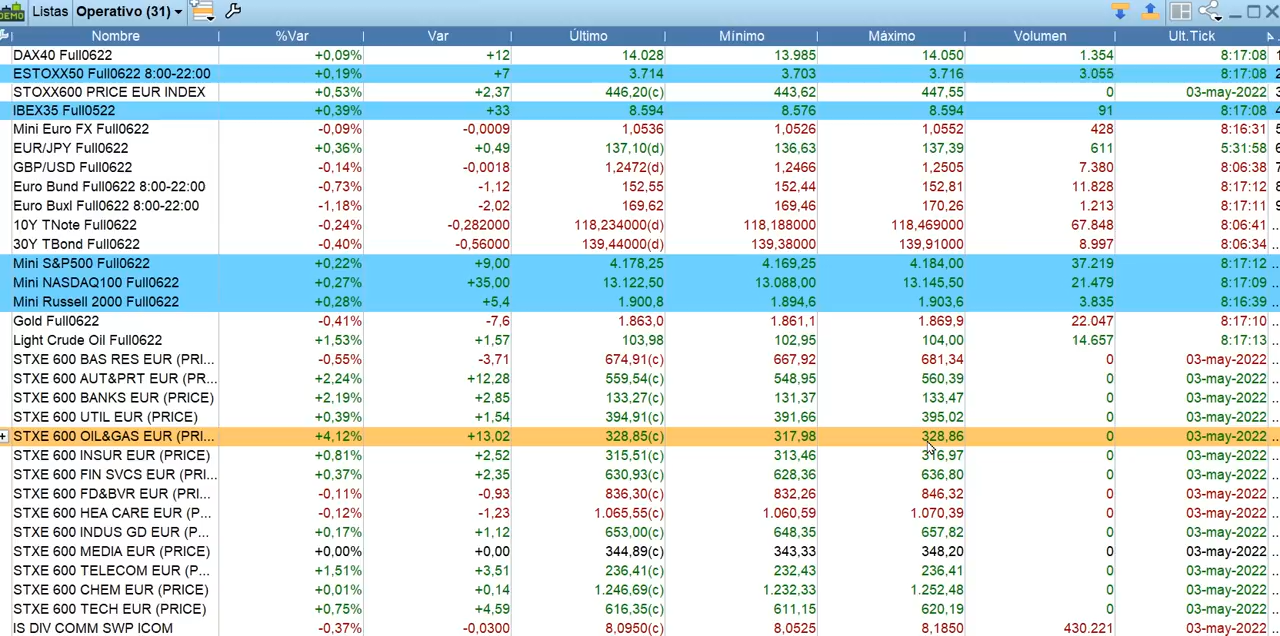 DEMO Listas Operativo (31)
Nombre %Var Var Último Mínimo Máximo Volumen Ult.Tick
DAX40 Full0622 +0,09% +12 14.028 13.985 14.050 1.354 8:17:08 1
ESTOXX50 Full0622 8:00-22:00 +0,19% +7 3.714 3.703 3.716 3.055 8:17:08 2
STOXX600 PRICE EUR INDEX +0,53% +2,37 446,20(c) 443,62 447,55 0 03-may-2022 3
IBEX35 Full0522 +0,39% +33 8.594 8.576 8.594 91 8:17:08 4
Mini Euro FX Full0622 -0,09% -0,0009 1,0536 1,0526 1,0552 428 8:16:31 5
EUR/JPY Full0622 +0,36% +0,49 137,10(d) 136,63 137,39 611 5:31:58 6
GBP/USD Full0622 -0,14% -0,0018 1,2472(d) 1,2466 1,2505 7.380 8:06:38 7
Euro Bund Full0622 8:00-22:00 -0,73% -1,12 152,55 152,44 152,81 11.828 8:17:12 8
Euro Buxl Full0622 8:00-22:00 -1,18% -2,02 169,62 169,46 170,26 1.213 8:17:11 9
10Y TNote Full0622 -0,24% -0,282000 118,234000(d) 118,188000 118,469000 67.848 8:06:41 ..
30Y TBond Full0622 -0,40% -0,56000 139,44000(d) 139,38000 139,91000 8.997 8:06:34 ..
Mini S&P500 Full0622 +0,22% +9,00 4.178,25 4.169,25 4.184,00 37.219 8:17:12 ..
Mini NASDAQ100 Full0622 +0,27% +35,00 13.122,50 13.088,00 13.145,50 21.479 8:17:09 ..
Mini Russell 2000 Full0622 +0,28% +5,4 1.900,8 1.894,6 1.903,6 3.835 8:16:39 ..
Gold Full0622 -0,41% -7,6 1.863,0 1.861,1 1.869,9 22.047 8:17:10 ..
Light Crude Oil Full0622 +1,53% +1,57 103,98 102,95 104,00 14.657 8:17:13 ..
STXE 600 BAS RES EUR (PRI... -0,55% -3,71 674,91(c) 667,92 681,34 0 03-may-2022 ..
STXE 600 AUT&PRT EUR (PR... +2,24% +12,28 559,54(c) 548,95 560,39 0 03-may-2022 ..
STXE 600 BANKS EUR (PRICE) +2,19% +2,85 133,27(c) 131,37 133,47 0 03-may-2022 ..
STXE 600 UTIL EUR (PRICE) +0,39% +1,54 394,91(c) 391,66 395,02 0 03-may-2022 ..
STXE 600 OIL&GAS EUR (PRI... +4,12% +13,02 328,85(c) 317,98 328,86 0 03-may-2022 ..
STXE 600 INSUR EUR (PRICE) +0,81% +2,52 315,51(c) 313,46 316,97 0 03-may-2022 ..
STXE 600 FIN SVCS EUR (PRI... +0,37% +2,35 630,93(c) 628,36 636,80 0 03-may-2022 ..
STXE 600 FD&BVR EUR (PRI... -0,11% -0,93 836,30(c) 832,26 846,32 0 03-may-2022 ..
STXE 600 HEA CARE EUR (P... -0,12% -1,23 1.065,55(c) 1.060,59 1.070,39 0 03-may-2022 ..
STXE 600 INDUS GD EUR (P... +0,17% +1,12 653,00(c) 648,35 657,82 0 03-may-2022 ..
STXE 600 MEDIA EUR (PRICE) +0,00% +0,00 344,89(c) 343,33 348,20 0 03-may-2022 ..
STXE 600 TELECOM EUR (P... +1,51% +3,51 236,41(c) 232,43 236,41 0 03-may-2022 ..
STXE 600 CHEM EUR (PRICE) +0,01% +0,14 1.246,69(c) 1.232,33 1.252,48 0 03-may-2022 ..
STXE 600 TECH EUR (PRICE) +0,75% +4,59 616,35(c) 611,15 620,19 0 03-may-2022 ..
IS DIV COMM SWP ICOM -0,37% -0,0300 8,0950(c) 8,0525 8,1850 430.221 03-may-2022 ..